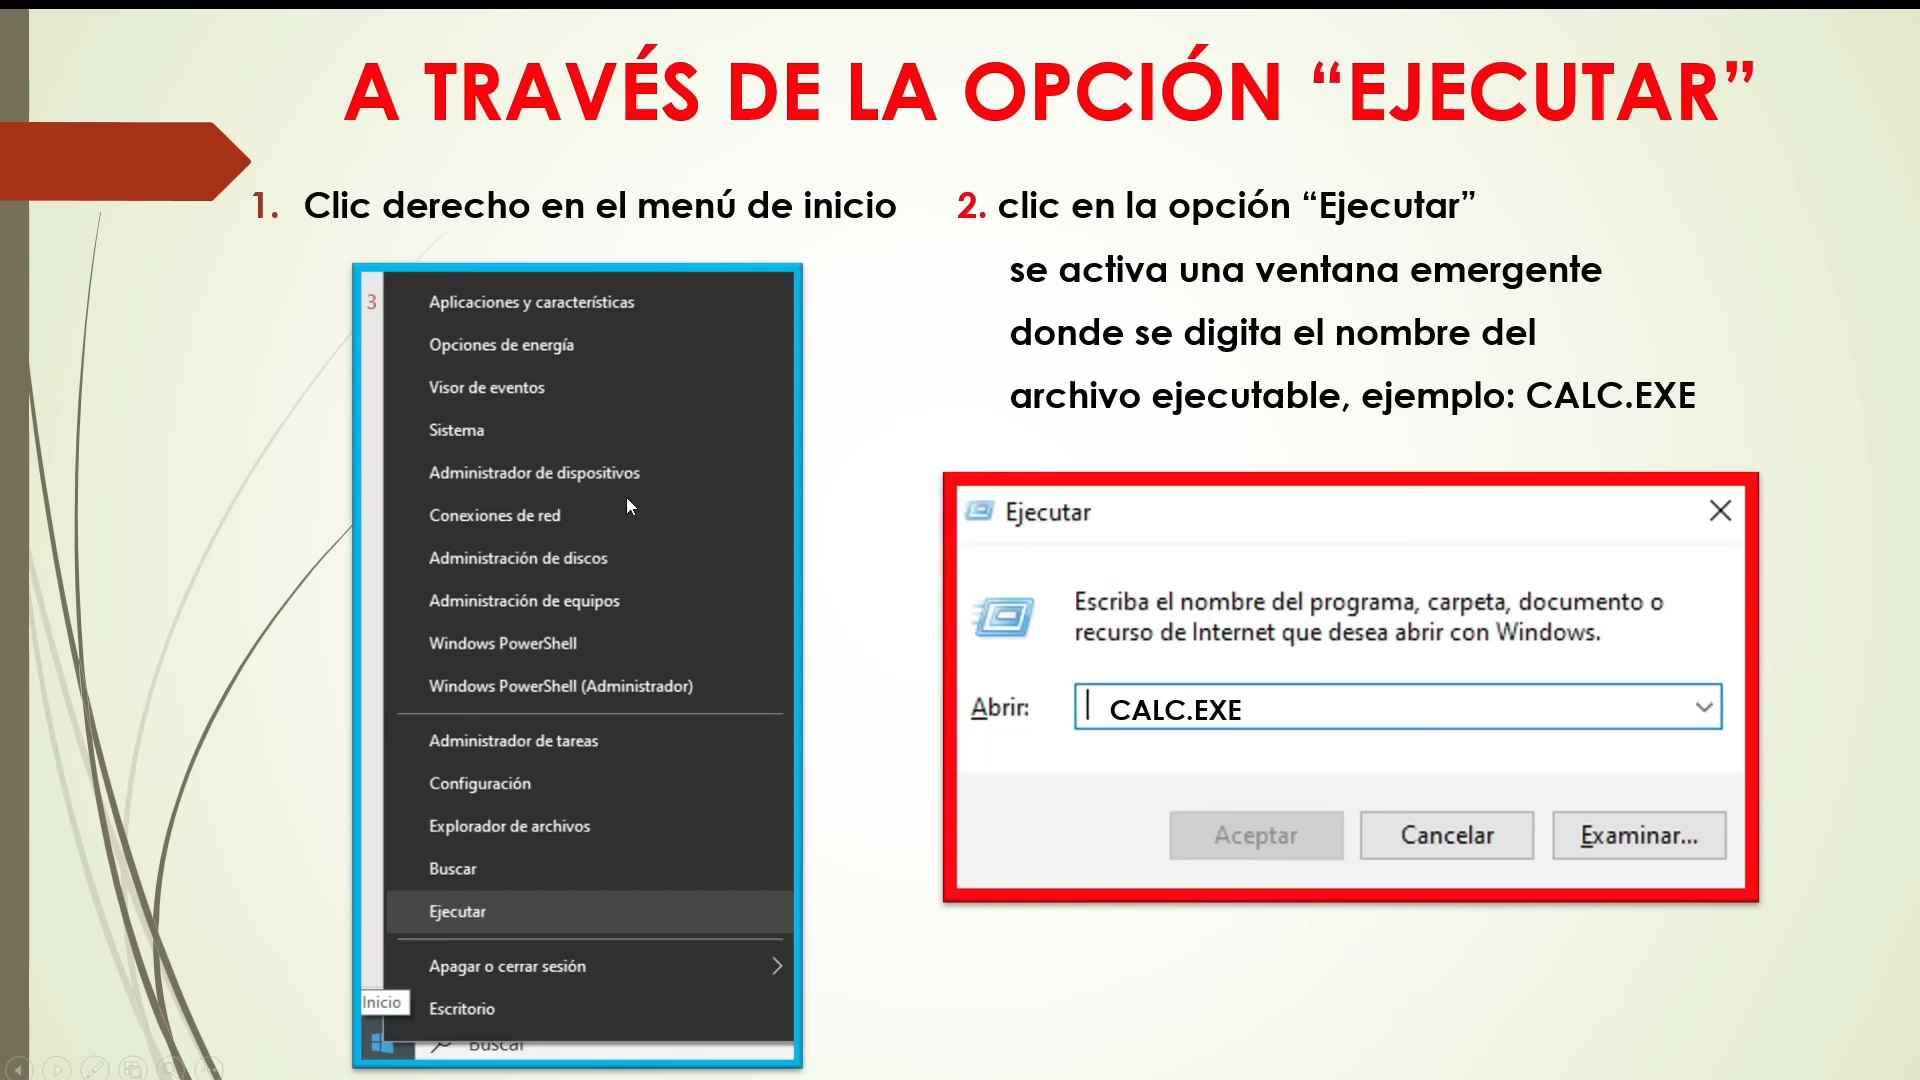 A TRAVÉS DE LA OPCIÓN “EJECUTAR”
1. Clic derecho en el menú de inicio
3
Aplicaciones y características
Opciones de energía
Visor de eventos
Sistema
Administrador de dispositivos
Conexiones de red
Administración de discos
Administración de equipos
Windows PowerShell
Windows PowerShell (Administrador)
Administrador de tareas
Configuración
Explorador de archivos
Buscar
Ejecutar
Apagar o cerrar sesión
Escritorio
Inicio
Buscar
2. clic en la opción “Ejecutar”
se activa una ventana emergente
donde se digita el nombre del
archivo ejecutable, ejemplo: CALC.EXE
Ejecutar
Escriba el nombre del programa, carpeta, documento o
recurso de Internet que desea abrir con Windows.
Abrir: CALC.EXE
Aceptar Cancelar Examinar...